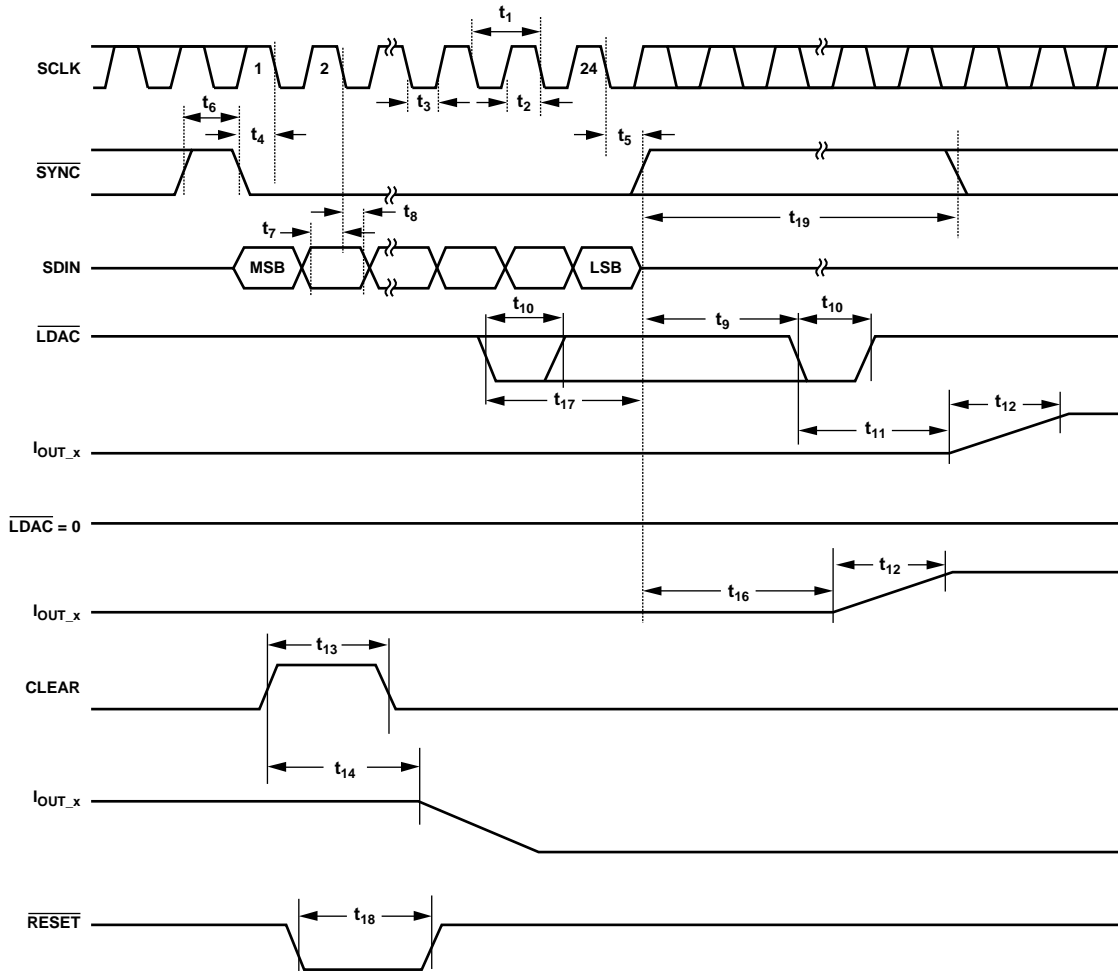 t1
SCLK
1
2
24
t3
t2
t6
t4
t5
SYNC
t19
t7
t8
SDIN
MSB
LSB
t10
t9
t10
LDAC
t17
t11
t12
IOUT_x
LDAC = 0
t16
t12
IOUT_x
t13
CLEAR
t14
IOUT_x
t18
RESET